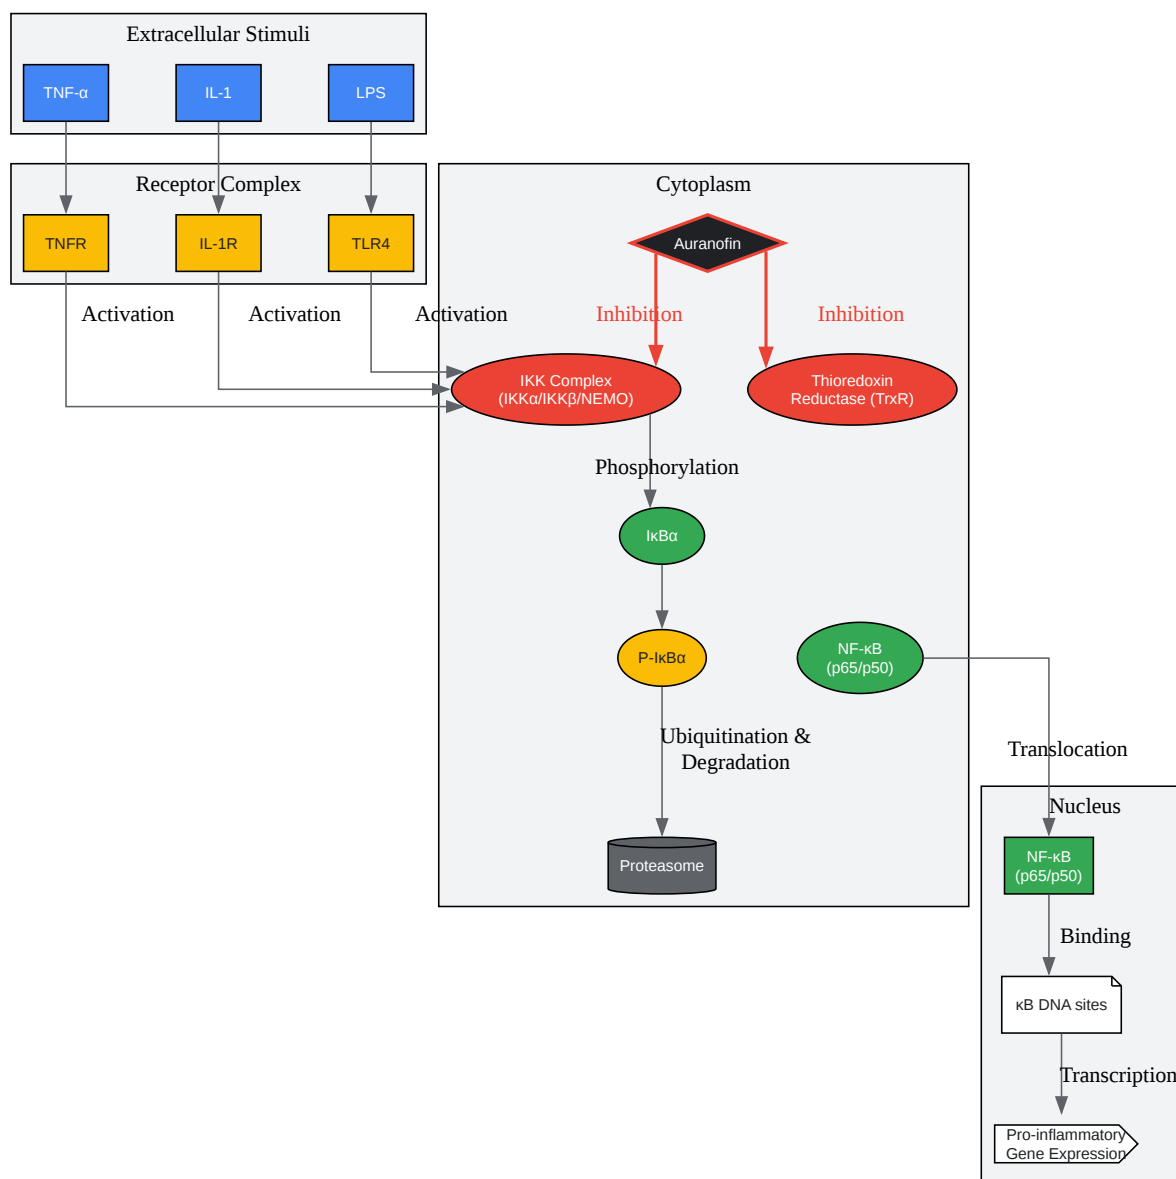 Extracellular Stimuli
TNF-α
IL-1
LPS
Receptor Complex
TNFR
IL-1R
TLR4
Activation
Activation
Activation
Cytoplasm
Auranofin
Inhibition
Inhibition
IKK Complex
(IKKα/IKKβ/NEMO)
Thioredoxin
Reductase (TrxR)
Phosphorylation
IκBα
P-IκBα
NF-κB
(p65/p50)
Ubiquitination &
Degradation
Proteasome
Translocation
Nucleus
NF-κB
(p65/p50)
Binding
κB DNA sites
Transcription
Pro-inflammatory
Gene Expression